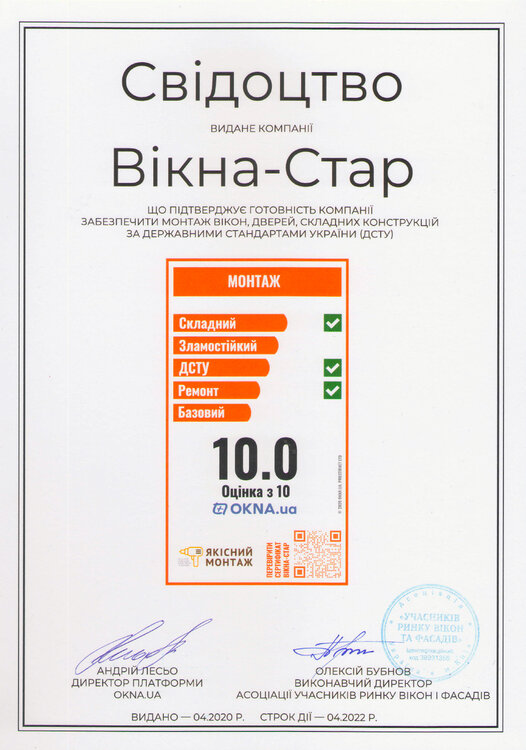 Свідоцтво
ВИДАНЕ КОМПАНІЇ
Вікна-Стар
ЩО ПІДТВЕРДЖУЄ ГОТОВНІСТЬ КОМПАНІЇ
ЗАБЕЗПЕЧИТИ МОНТАЖ ВІКОН, ДВЕРЕЙ, СКЛАДНИХ КОНСТРУКЦІЙ
ЗА ДЕРЖАВНИМИ СТАНДАРТАМИ УКРАЇНИ (ДСТУ)
МОНТАЖ
Складний
Зламостійкий
ДСТУ
Ремонт
Базовий
10.0
Оцінка з 10
OKNA.ua
ЯКІСНИЙ
МОНТАЖ
ПЕРЕВІРИТИ
СЕРТИФІКАТ
ВІКНА-СТАР
Асоціація
«УЧАСНИКІВ
РИНКУ ВІКОН
ТА ФАСАДІВ»
АНДРІЙ ЛЕСЬО
ДИРЕКТОР ПЛАТФОРМИ
OKNA.UA
ОЛЕКСІЙ БУБНОВ
ВИКОНАВЧИЙ ДИРЕКТОР
АСОЦІАЦІЇ УЧАСНИКІВ РИНКУ ВІКОН І ФАСАДІВ
ВИДАНО — 04.2020 Р. СТРОК ДІЇ — 04.2022 Р.